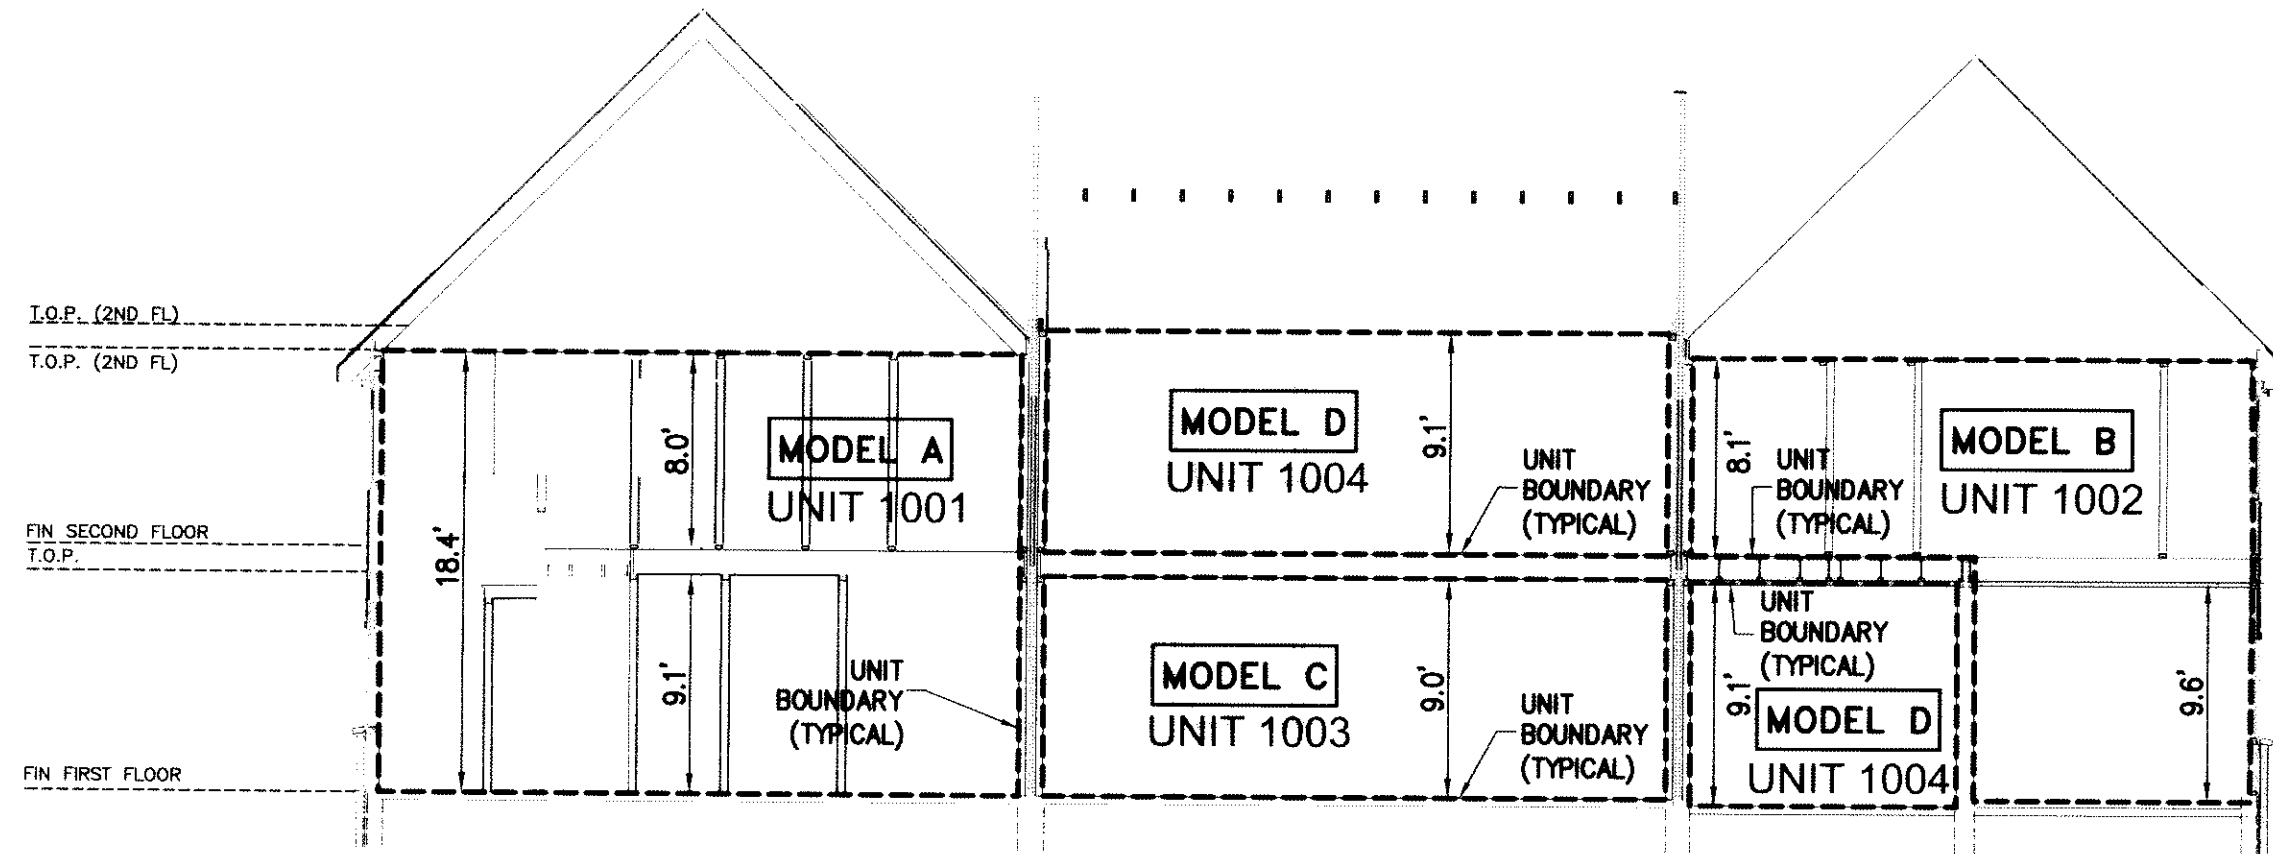 T.O.P. (2ND FL)
T.O.P. (2ND FL)
FIN SECOND FLOOR
T.O.P.
FIN FIRST FLOOR
18.4'
8.0'
9.1'
MODEL A
UNIT 1001
UNIT
BOUNDARY
(TYPICAL)
MODEL D
UNIT 1004
9.1'
UNIT
BOUNDARY
(TYPICAL)
MODEL C
UNIT 1003
9.0'
UNIT
BOUNDARY
(TYPICAL)
8.1'
UNIT
BOUNDARY
(TYPICAL)
MODEL B
UNIT 1002
UNIT
BOUNDARY
(TYPICAL)
9.1'
MODEL D
UNIT 1004
9.6'